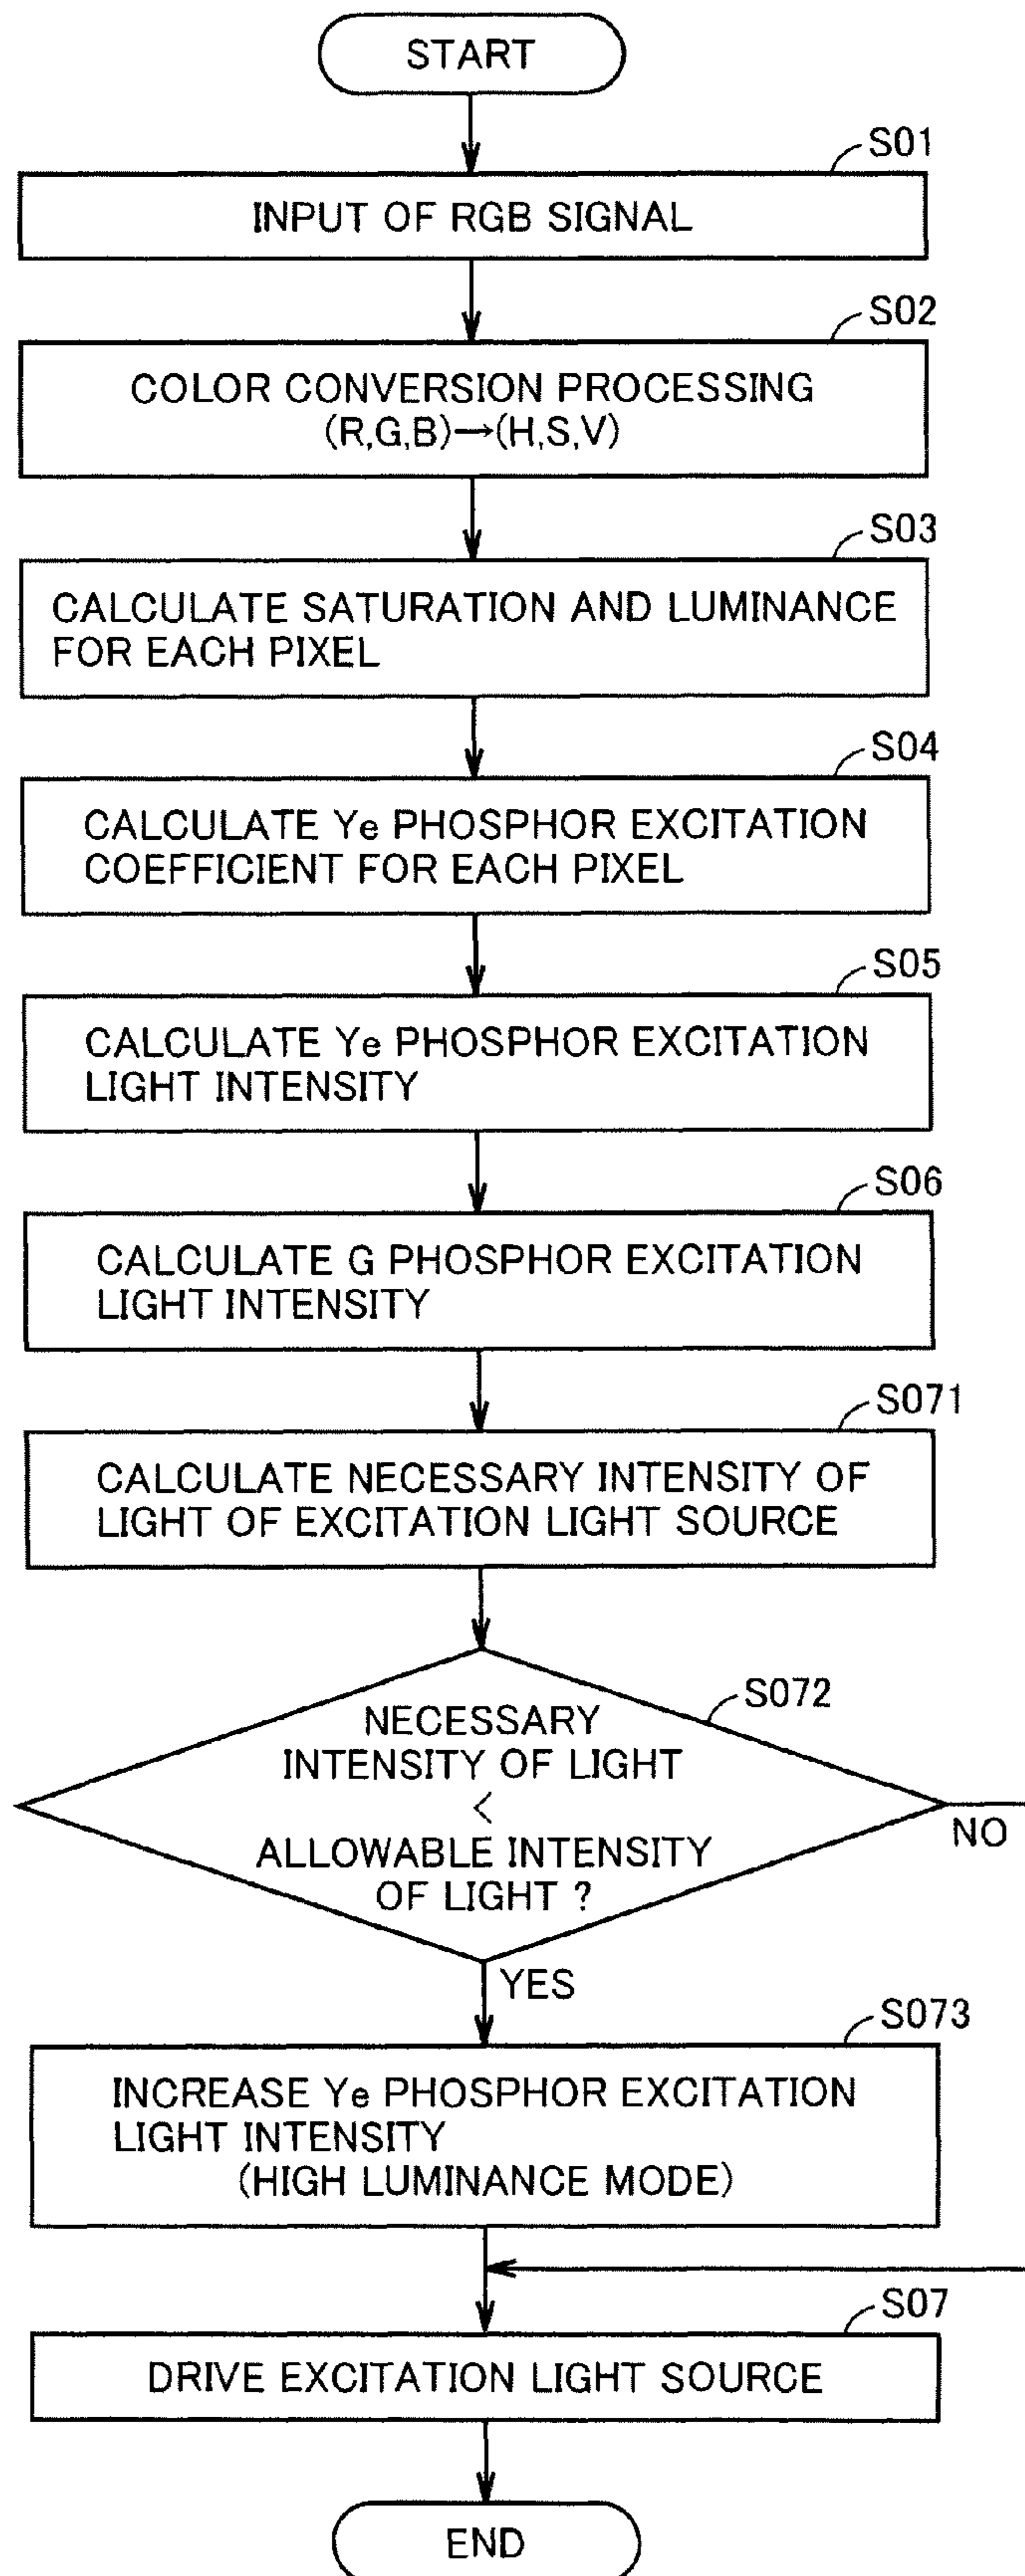 START
S01
INPUT OF RGB SIGNAL
S02
COLOR CONVERSION PROCESSING
(R,G,B)→(H,S,V)
S03
CALCULATE SATURATION AND LUMINANCE
FOR EACH PIXEL
S04
CALCULATE Ye PHOSPHOR EXCITATION
COEFFICIENT FOR EACH PIXEL
S05
CALCULATE Ye PHOSPHOR EXCITATION
LIGHT INTENSITY
S06
CALCULATE G PHOSPHOR EXCITATION
LIGHT INTENSITY
S071
CALCULATE NECESSARY INTENSITY OF
LIGHT OF EXCITATION LIGHT SOURCE
S072
NECESSARY
INTENSITY OF LIGHT
<
ALLOWABLE INTENSITY
OF LIGHT ?
NO
YES
S073
INCREASE Ye PHOSPHOR EXCITATION
LIGHT INTENSITY
(HIGH LUMINANCE MODE)
S07
DRIVE EXCITATION LIGHT SOURCE
END